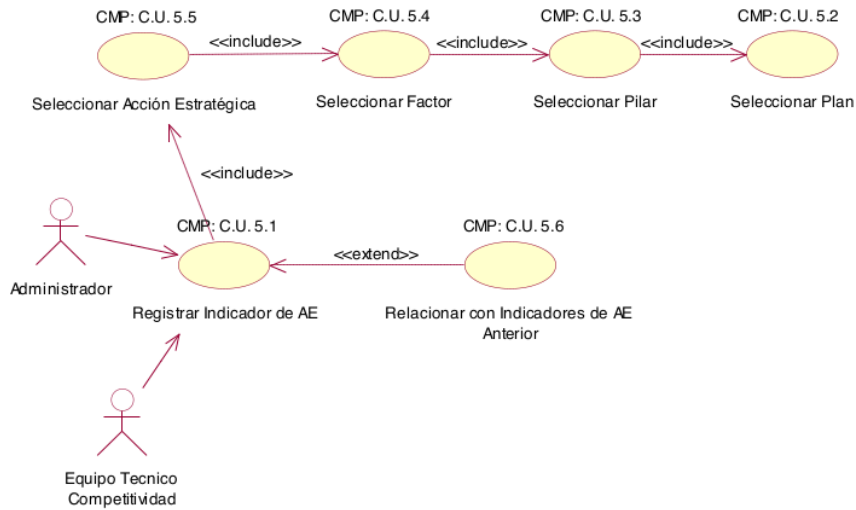 CMP: C.U. 5.5
CMP: C.U. 5.4
CMP: C.U. 5.3
CMP: C.U. 5.2
<<include>>
<<include>>
<<include>>
Seleccionar Acción Estratégica
Seleccionar Factor
Seleccionar Pilar
Seleccionar Plan
<<include>>
CMP: C.U. 5.1
CMP: C.U. 5.6
<<extend>>
Administrador
Registrar Indicador de AE
Relacionar con Indicadores de AE
Anterior
Equipo Tecnico
Competitividad